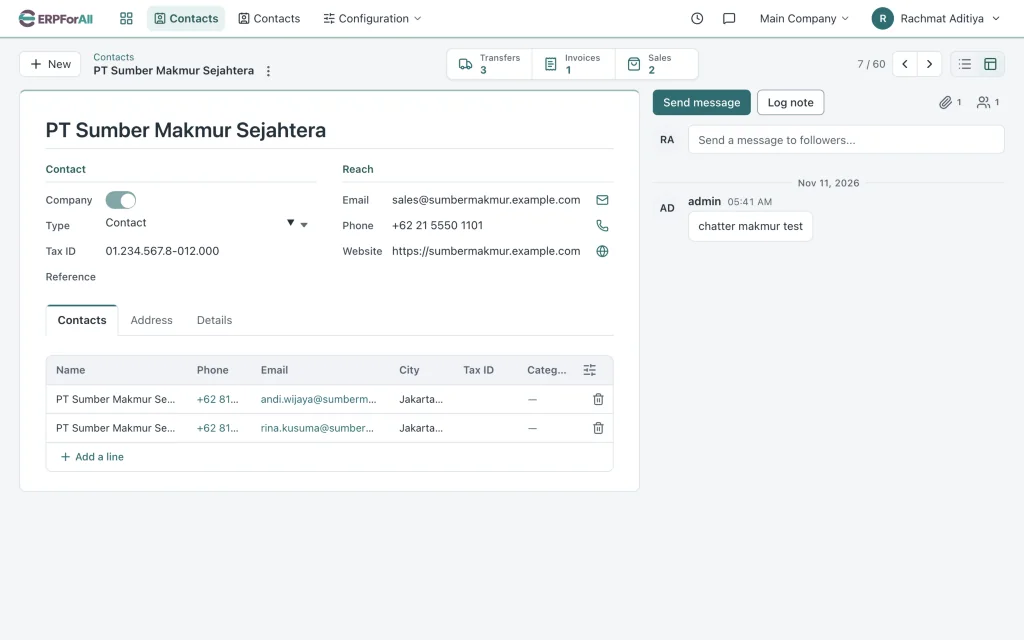 ERPForAll
Contacts
Contacts
Configuration
Main Company
R
Rachmat Aditiya
New
Contacts
PT Sumber Makmur Sejahtera
Transfers
3
Invoices
1
Sales
2
7 / 60
PT Sumber Makmur Sejahtera
Contact
Company
Type Contact
Tax ID 01.234.567.8-012.000
Reference
Reach
Email sales@sumbermakmur.example.com
Phone +62 21 5550 1101
Website https://sumbermakmur.example.com
Contacts Address Details
Name Phone Email City Tax ID Categ...
PT Sumber Makmur Se... +62 81... andi.wijaya@sumberm... Jakarta... —
PT Sumber Makmur Se... +62 81... rina.kusuma@sumber... Jakarta... —
+ Add a line
Send message Log note
1 1
RA Send a message to followers...
Nov 11, 2026
AD admin 05:41 AM
chatter makmur test